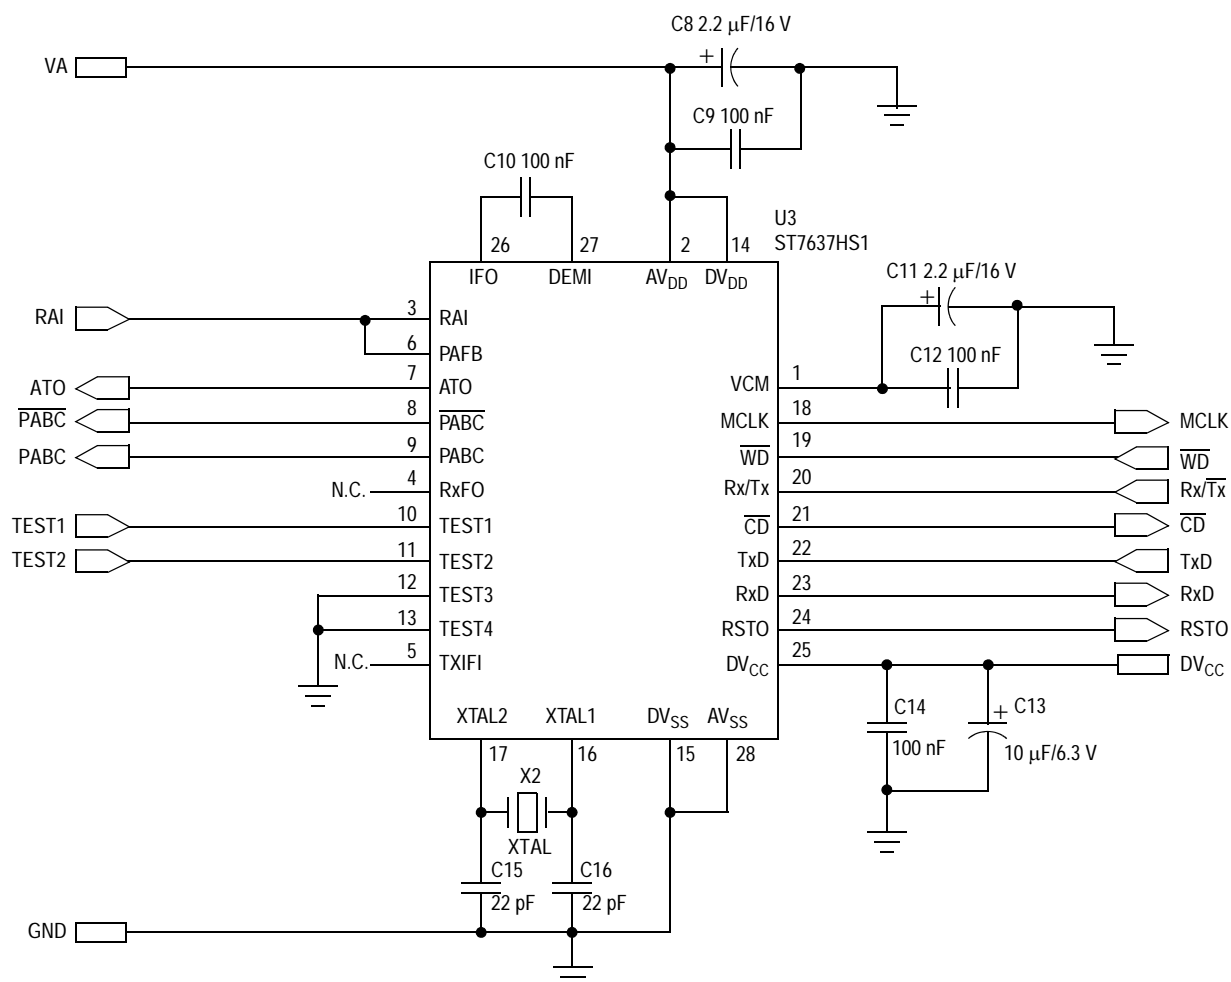 C8 2.2 μF/16 V
+
VA
C9 100 nF
C10 100 nF
U3
ST7637HS1
26
27
2
14
IFO
DEMI
AVDD
DVDD
C11 2.2 μF/16 V
+
RAI
3
RAI
6
PAFB
C12 100 nF
ATO
7
ATO
VCM
1
PABC
8
PABC
MCLK
18
MCLK
PABC
9
PABC
WD
19
WD
N.C.
4
RxFO
Rx/Tx
20
Rx/Tx
TEST1
10
TEST1
CD
21
CD
TEST2
11
TEST2
TxD
22
TxD
12
TEST3
RxD
23
RxD
13
TEST4
RSTO
24
RSTO
N.C.
5
TXIFI
DVCC
25
DVCC
XTAL2
XTAL1
DVSS
AVSS
C14
+
C13
100 nF
10 μF/6.3 V
17
16
15
28
X2
XTAL
C15
C16
22 pF
22 pF
GND